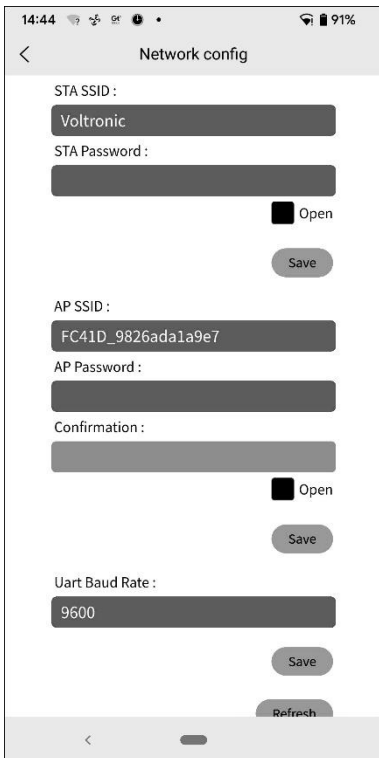 14:44
91%
Network config
STA SSID :
Voltronic
STA Password :
Open
Save
AP SSID :
FC41D_9826ada1a9e7
AP Password :
Confirmation :
Open
Save
Uart Baud Rate :
9600
Save
Refresh